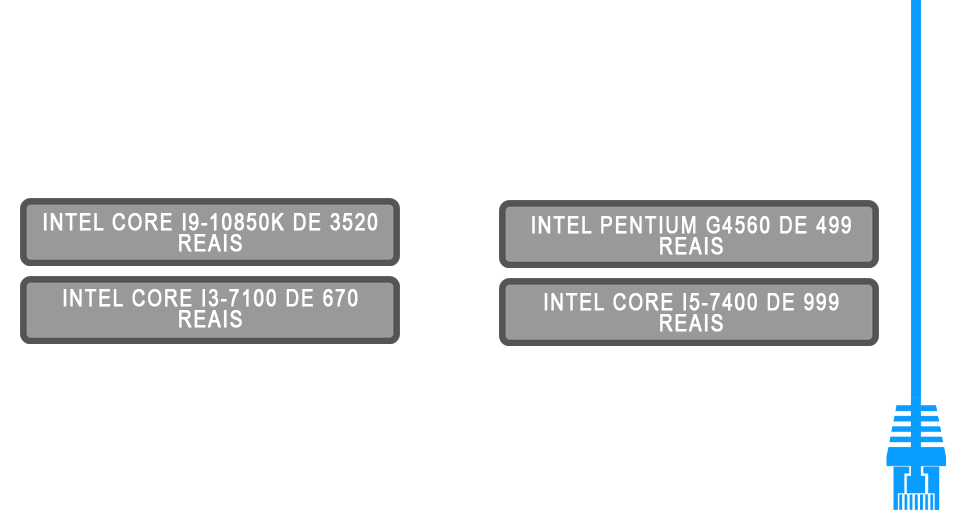 INTEL CORE I9-10850K DE 3520
REAIS
INTEL PENTIUM G4560 DE 499
REAIS
INTEL CORE I3-7100 DE 670
REAIS
INTEL CORE I5-7400 DE 999
REAIS